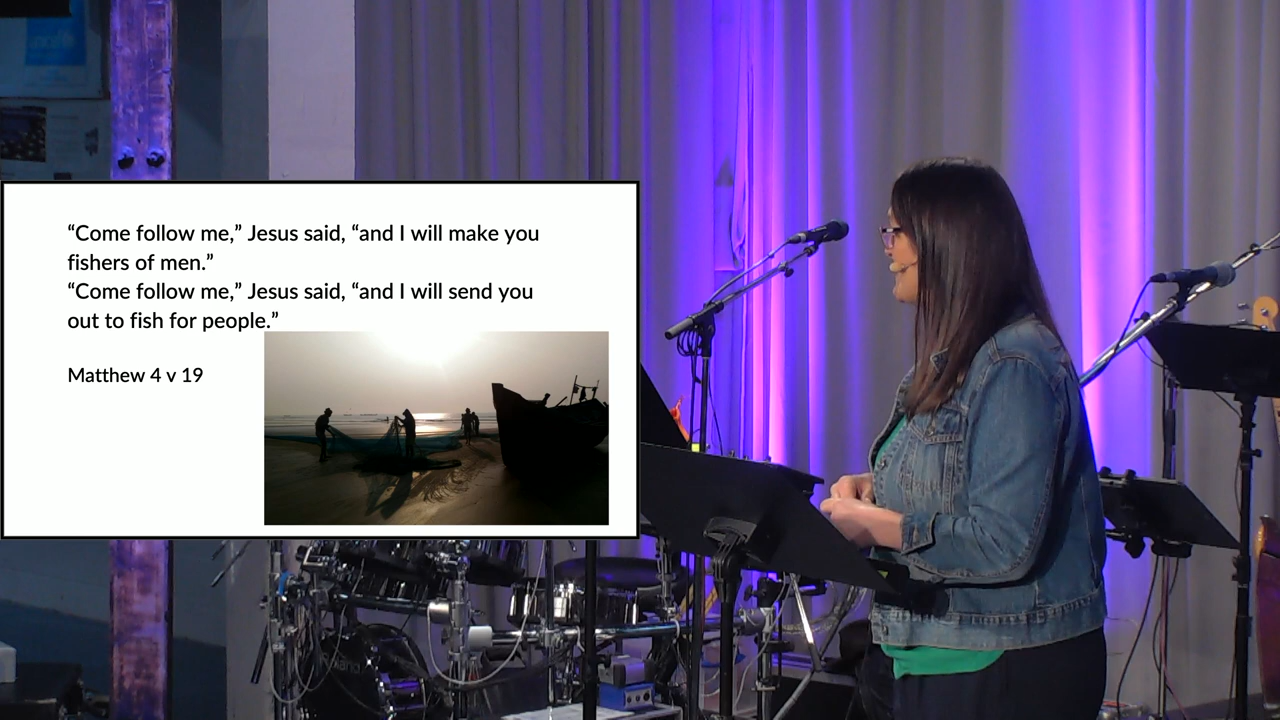 “Come follow me,” Jesus said, “and I will make you
fishers of men.”
“Come follow me,” Jesus said, “and I will send you
out to fish for people.”
Matthew 4 v 19